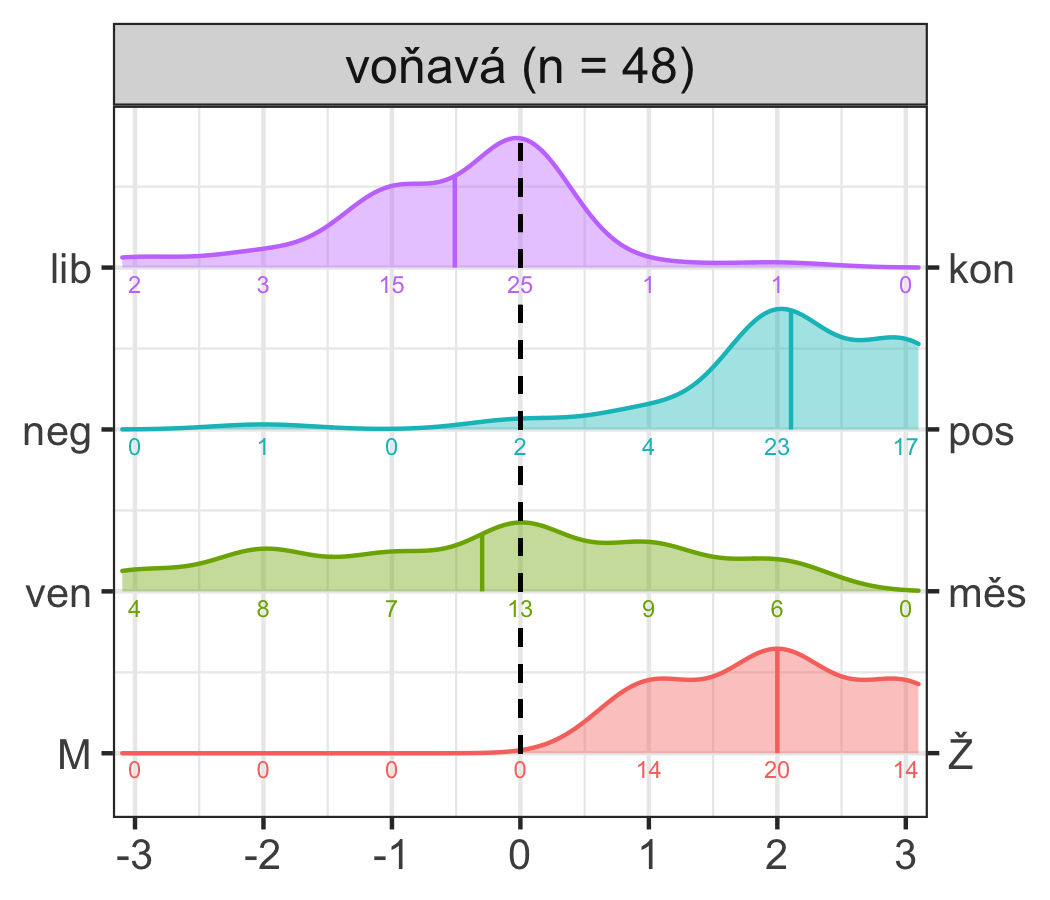 voňavá (n = 48)
lib kon
2 3 15 25 1 1 0
neg pos
0 1 0 2 4 23 17
ven měs
4 8 7 13 9 6 0
M Ž
0 0 0 0 14 20 14
-3 -2 -1 0 1 2 3